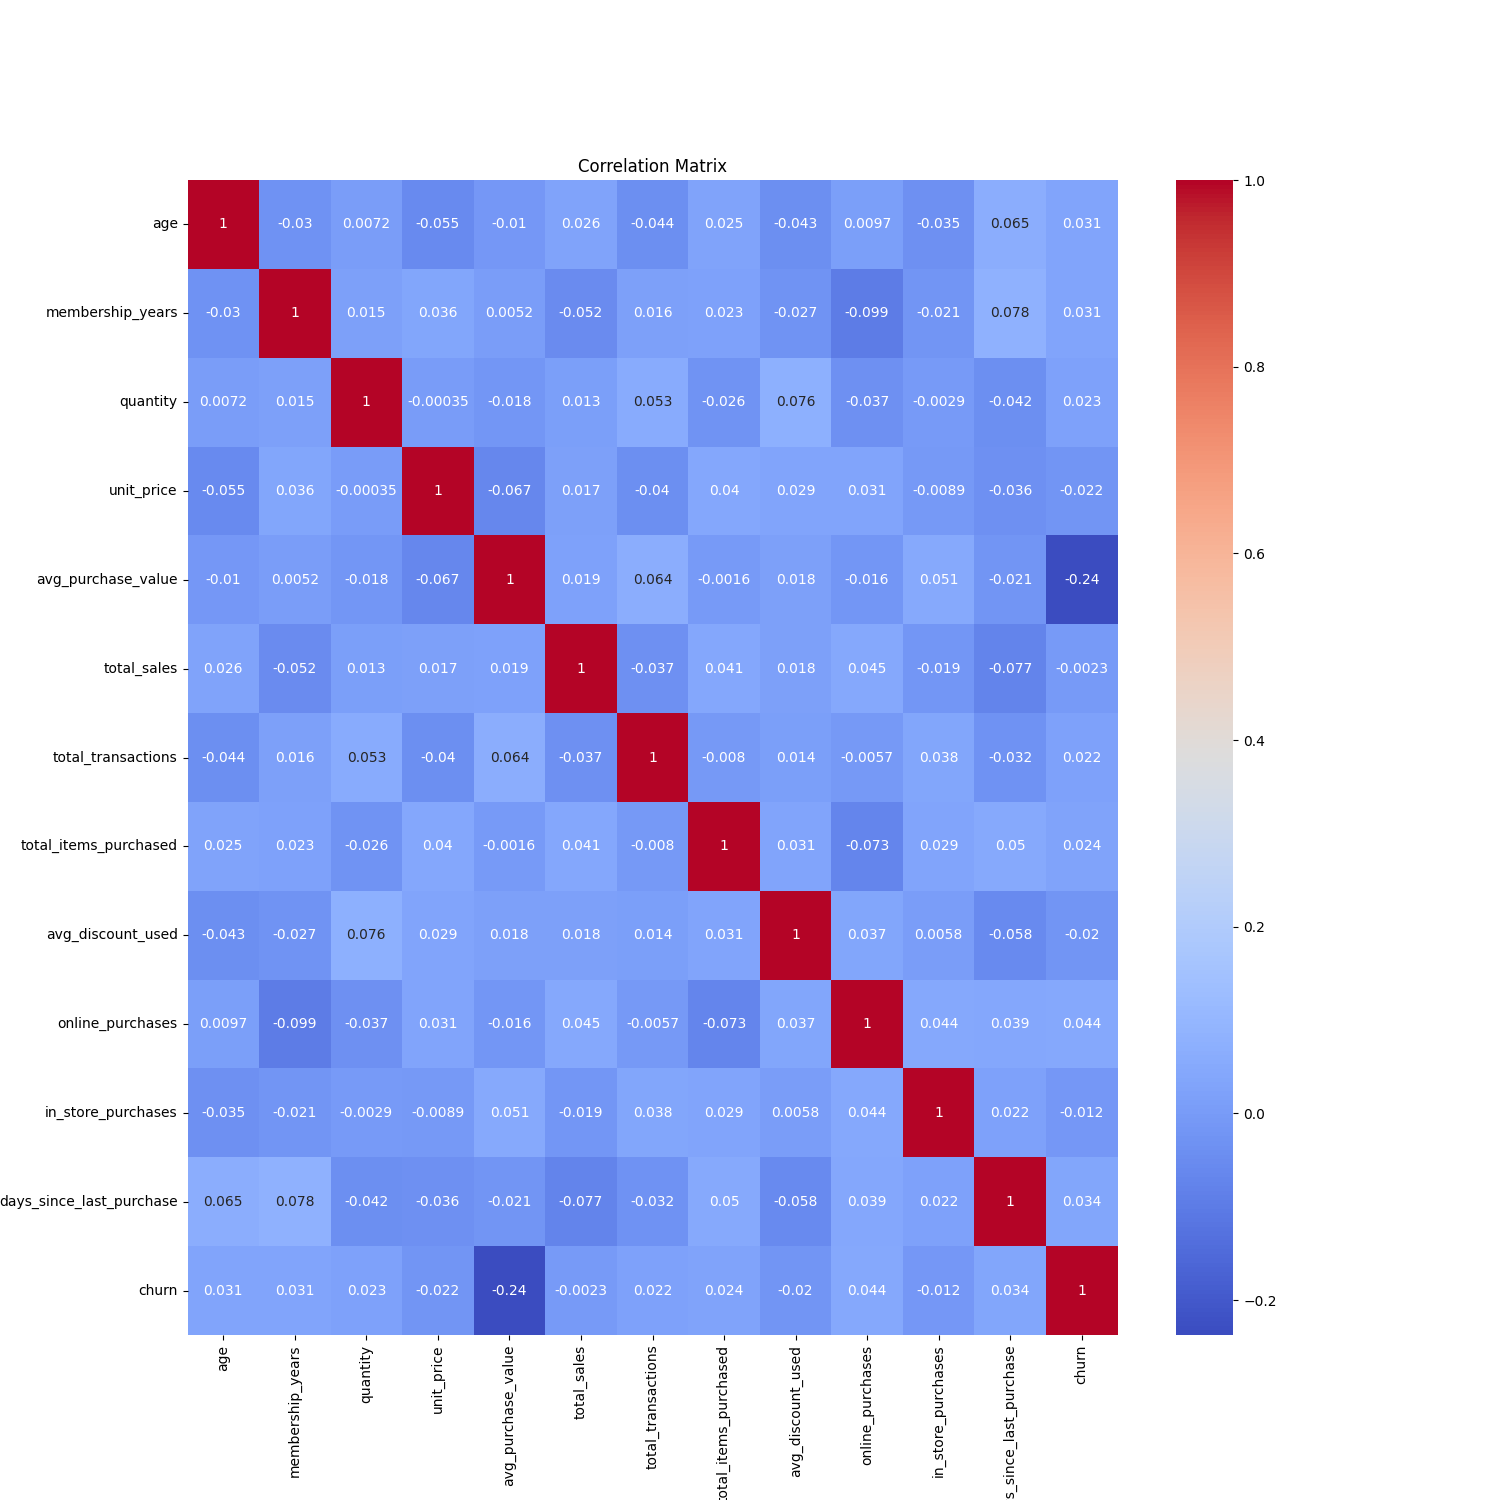 Correlation Matrix
age 1 -0.03 0.0072 -0.055 -0.01 0.026 -0.044 0.025 -0.043 0.0097 -0.035 0.065 0.031
membership_years -0.03 1 0.015 0.036 0.0052 -0.052 0.016 0.023 -0.027 -0.099 -0.021 0.078 0.031
quantity 0.0072 0.015 1 -0.00035 -0.018 0.013 0.053 -0.026 0.076 -0.037 -0.0029 -0.042 0.023
unit_price -0.055 0.036 -0.00035 1 -0.067 0.017 -0.04 0.04 0.029 0.031 -0.0089 -0.036 -0.022
avg_purchase_value -0.01 0.0052 -0.018 -0.067 1 0.019 0.064 -0.0016 0.018 -0.016 0.051 -0.021 -0.24
total_sales 0.026 -0.052 0.013 0.017 0.019 1 -0.037 0.041 0.018 0.045 -0.019 -0.077 -0.0023
total_transactions -0.044 0.016 0.053 -0.04 0.064 -0.037 1 -0.008 0.014 -0.0057 0.038 -0.032 0.022
total_items_purchased 0.025 0.023 -0.026 0.04 -0.0016 0.041 -0.008 1 0.031 -0.073 0.029 0.05 0.024
avg_discount_used -0.043 -0.027 0.076 0.029 0.018 0.018 0.014 0.031 1 0.037 0.0058 -0.058 -0.02
online_purchases 0.0097 -0.099 -0.037 0.031 -0.016 0.045 -0.0057 -0.073 0.037 1 0.044 0.039 0.044
in_store_purchases -0.035 -0.021 -0.0029 -0.0089 0.051 -0.019 0.038 0.029 0.0058 0.044 1 0.022 -0.012
days_since_last_purchase 0.065 0.078 -0.042 -0.036 -0.021 -0.077 -0.032 0.05 -0.058 0.039 0.022 1 0.034
churn 0.031 0.031 0.023 -0.022 -0.24 -0.0023 0.022 0.024 -0.02 0.044 -0.012 0.034 1
age
membership_years
quantity
unit_price
avg_purchase_value
total_sales
total_transactions
otal_items_purchased
avg_discount_used
online_purchases
in_store_purchases
s_since_last_purchase
churn
1.0
0.8
0.6
0.4
0.2
0.0
−0.2